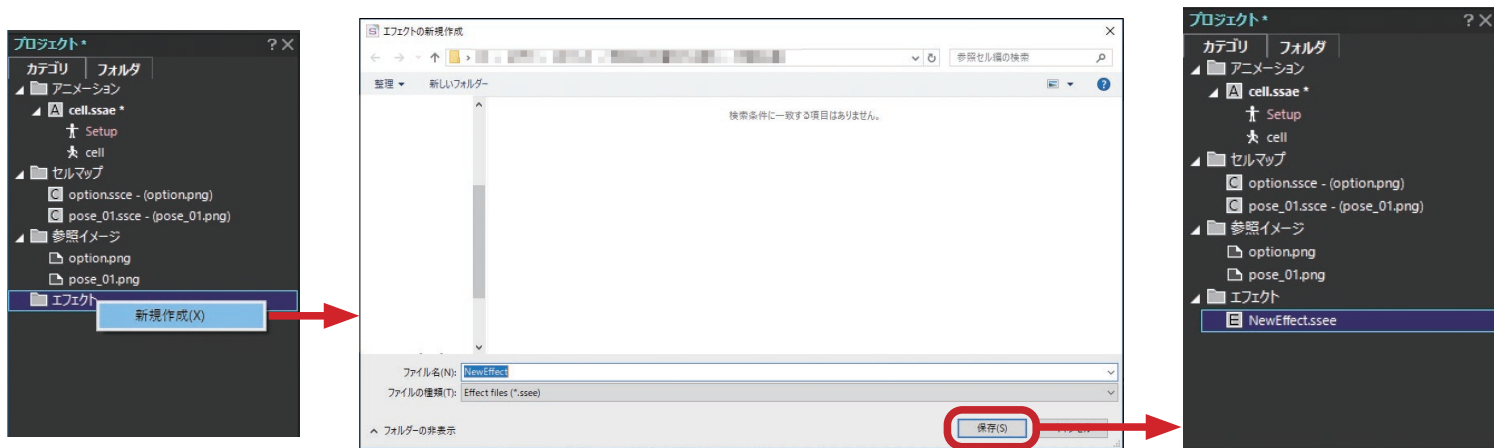 プロジェクト*
? X
カテゴリ フォルダ
アニメーション
A cell.ssae *
Setup
cell
セルマップ
C option.ssce - (option.png)
C pose_01.ssce - (pose_01.png)
参照イメージ
option.png
pose_01.png
エフェクト
新規作成(X)
S エフェクトの新規作成
参照セル編の検索
整理 新しいフォルダー
検索条件に一致する項目はありません。
ファイル名(N): NewEffect
ファイルの種類(T): Effect files (*.ssee)
フォルダーの非表示
保存(S)
プロジェクト*
? X
カテゴリ フォルダ
アニメーション
A cell.ssae *
Setup
cell
セルマップ
C option.ssce - (option.png)
C pose_01.ssce - (pose_01.png)
参照イメージ
option.png
pose_01.png
エフェクト
E NewEffect.ssee